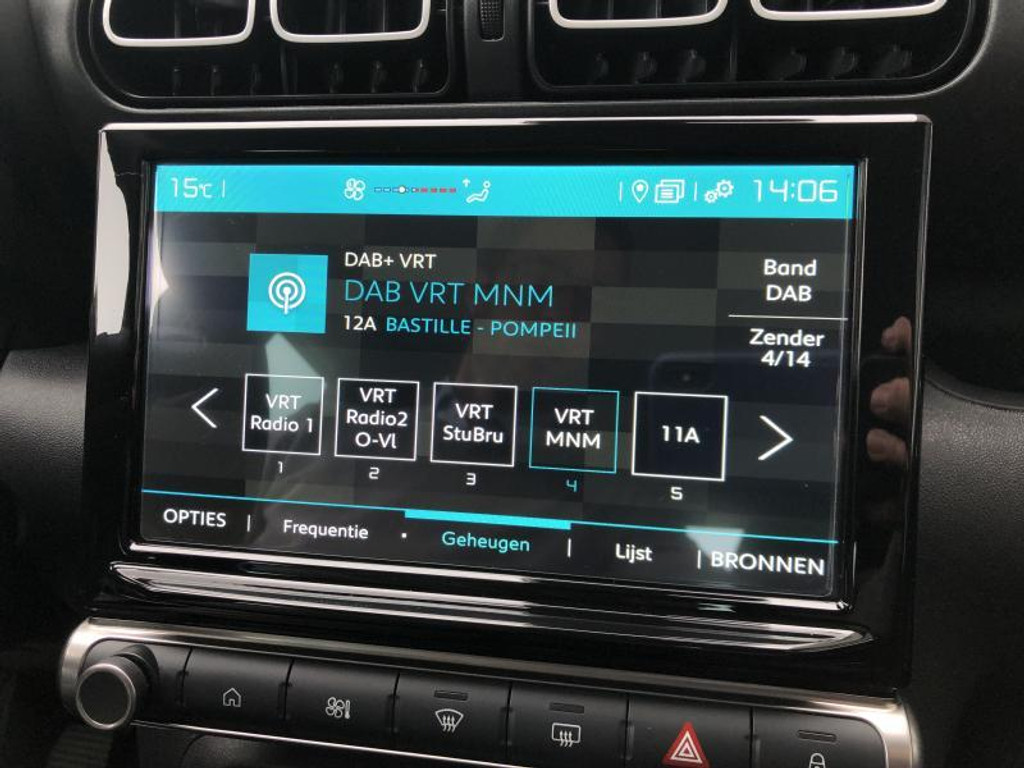 15°C
14:06
DAB+ VRT
DAB VRT MNM
12A BASTILLE - POMPEII
Band
DAB
Zender
4/14
VRT
Radio 1
1
VRT
Radio2
O-Vl
2
VRT
StuBru
3
VRT
MNM
4
11A
5
OPTIES | Frequentie · Geheugen | Lijst | BRONNEN